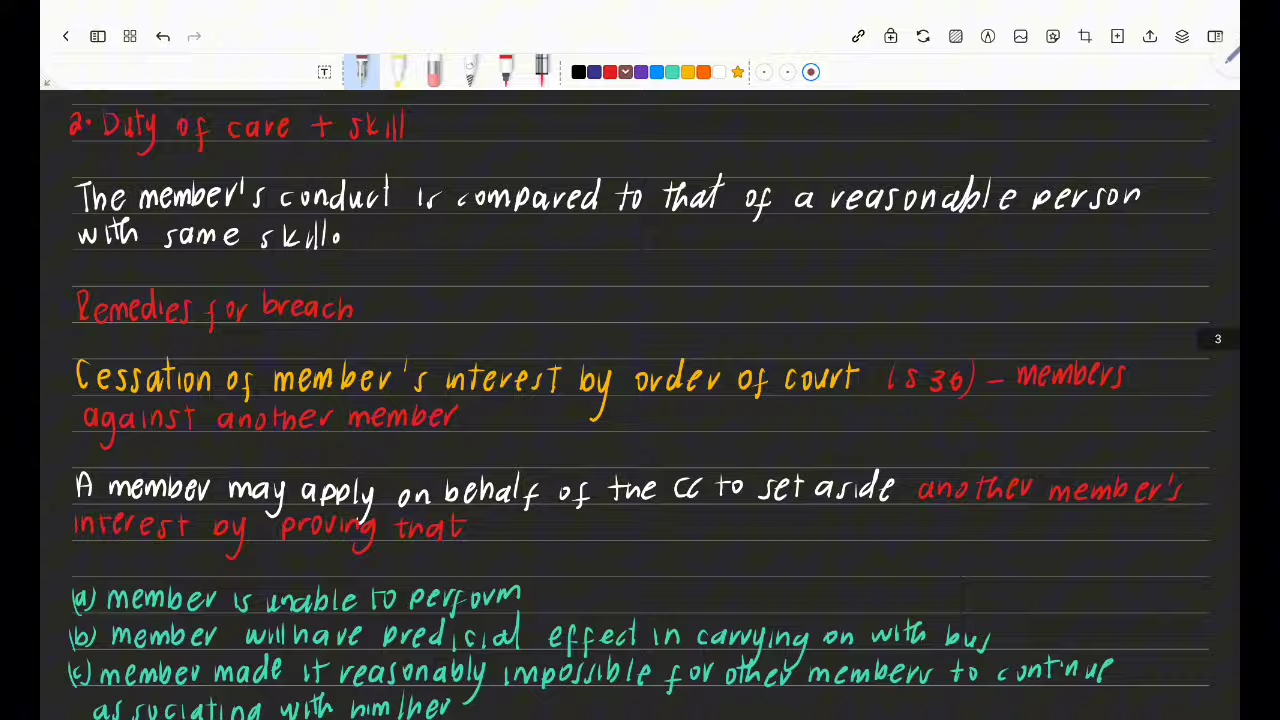 2. Duty of care + skill
The member's conduct is compared to that of a reasonable person
with same skill.
Remedies for breach
Cessation of member's interest by order of court (s 36) - members
against another member
A member may apply on behalf of the CC to set aside another member's
interest by proving that
(a) member is unable to perform
(b) member will have predicial effect in carrying on with bus
(c) member made it reasonably impossible for other members to continue
associating with him/her
3